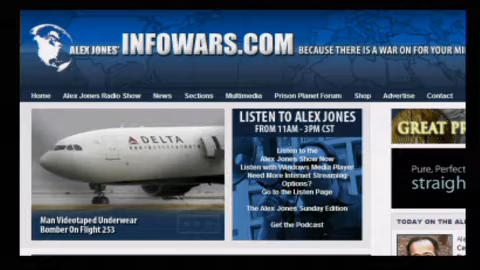 ALEX JONES' INFOWARS.COM BECAUSE THERE IS A WAR ON FOR YOUR MI
Home Alex Jones Radio Show News Sections Multimedia Prison Planet Forum Shop Advertise Contact
DELTA
Man Videotaped Underwear
Bomber On Flight 253
LISTEN TO ALEX JONES
FROM 11AM - 3PM CST
Listen to the
Alex Jones Show Now
Listen with Windows Media Player
Need More Internet Streaming
Options?
Go to the Listen Page
The Alex Jones Sunday Edition
Get the Podcast
GREAT PR
Pure, Perfect
straigh
TODAY ON THE AL